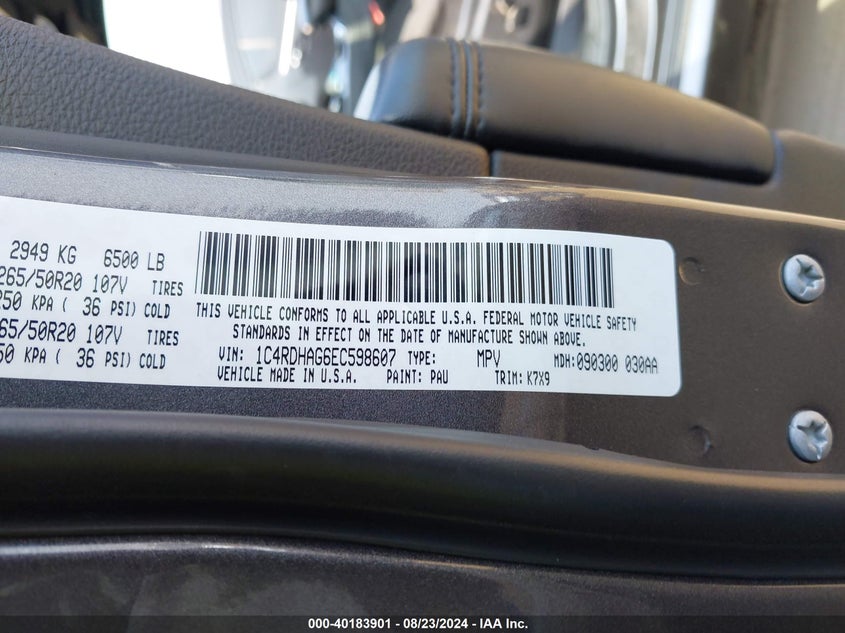 2949 KG 6500 LB
265/50R20 107V TIRES
250 KPA ( 36 PSI) COLD
65/50R20 107V TIRES
50 KPA ( 36 PSI) COLD
THIS VEHICLE CONFORMS TO ALL APPLICABLE U.S.A. FEDERAL MOTOR VEHICLE SAFETY
STANDARDS IN EFFECT ON THE DATE OF MANUFACTURE SHOWN ABOVE.
VIN: 1C4RDHAG6EC598607 TYPE: MPV MDH:090300 030AA
VEHICLE MADE IN U.S.A. PAINT: PAU TRIM: K7X9
000-40183901 - 08/23/2024 - IAA Inc.